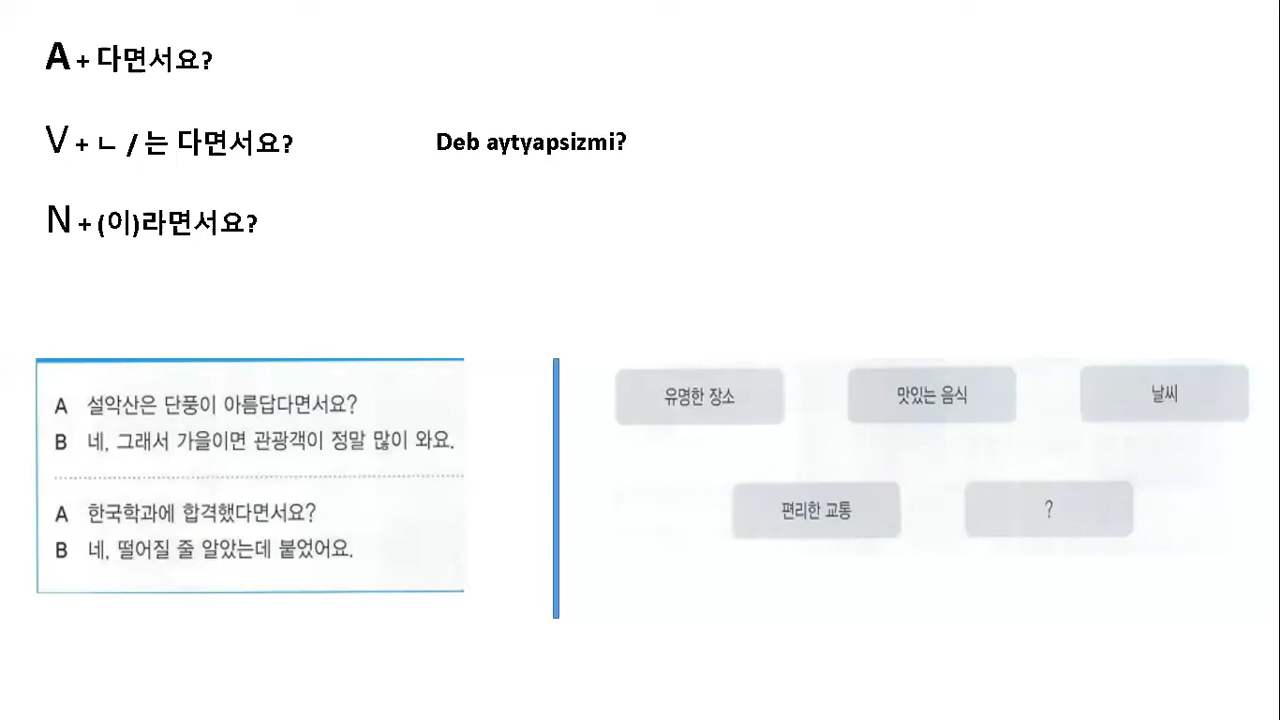 A + 다면서요?
V + ㄴ / 는 다면서요?
Deb aytyapsizmi?
N + (이)라면서요?
A 설악산은 단풍이 아름답다면서요?
B 네, 그래서 가을이면 관광객이 정말 많이 와요.
A 한국학과에 합격했다면서요?
B 네, 떨어질 줄 알았는데 붙었어요.
유명한 장소
맛있는 음식
날씨
편리한 교통
?